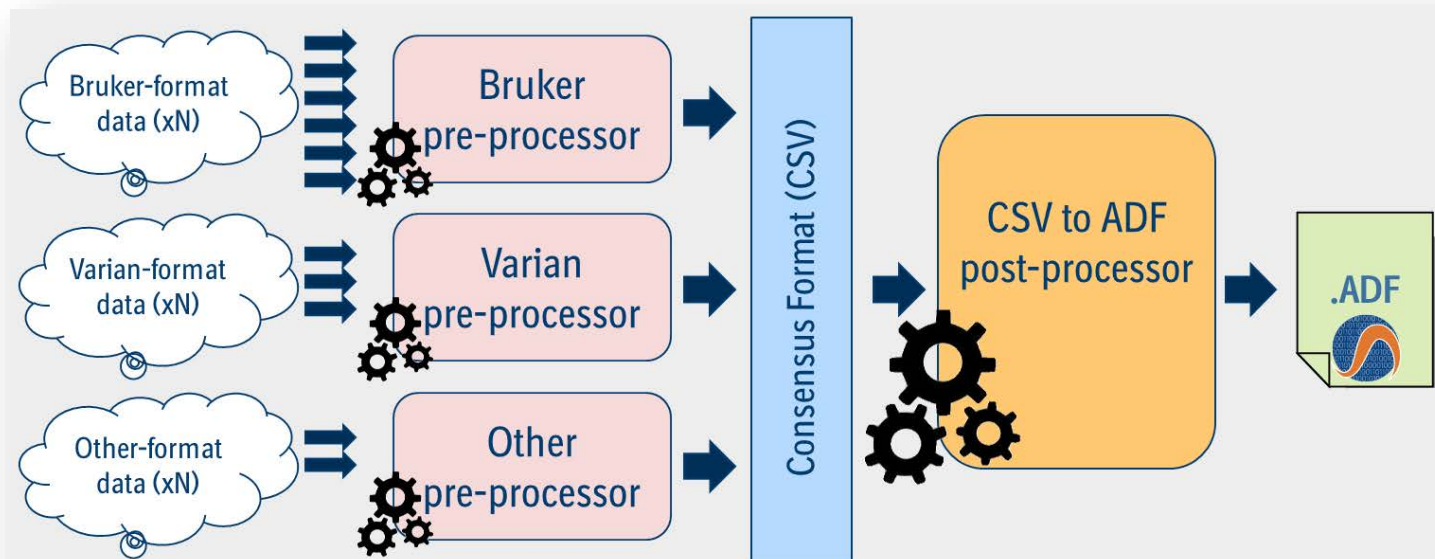 Bruker-format
data (xN)
Bruker
pre-processor
Varian-format
data (xN)
Varian
pre-processor
Other-format
data (xN)
Other
pre-processor
Consensus Format (CSV)
CSV to ADF
post-processor
.ADF